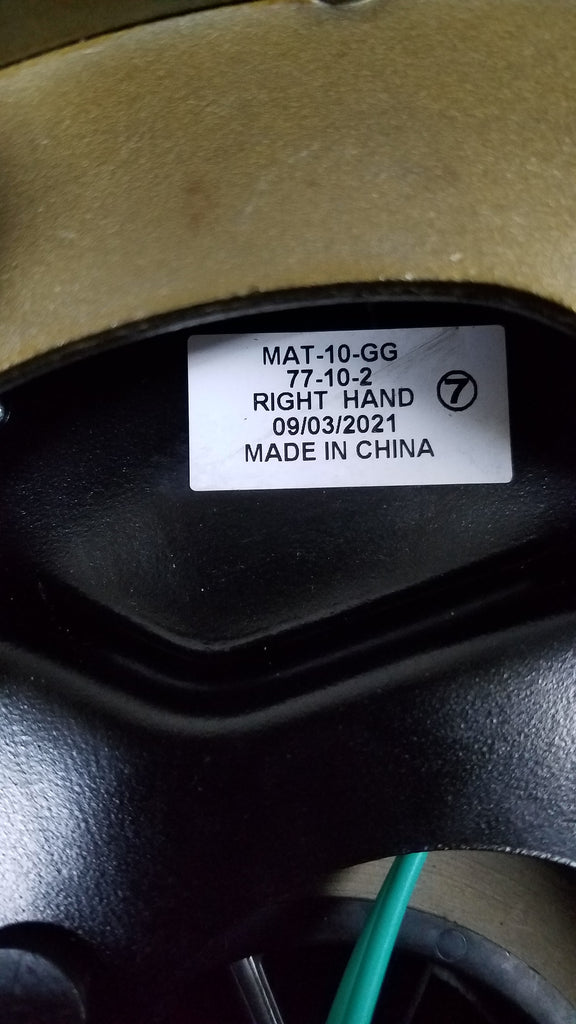 MAT-10-GG
77-10-2
RIGHT HAND
7
09/03/2021
MADE IN CHINA